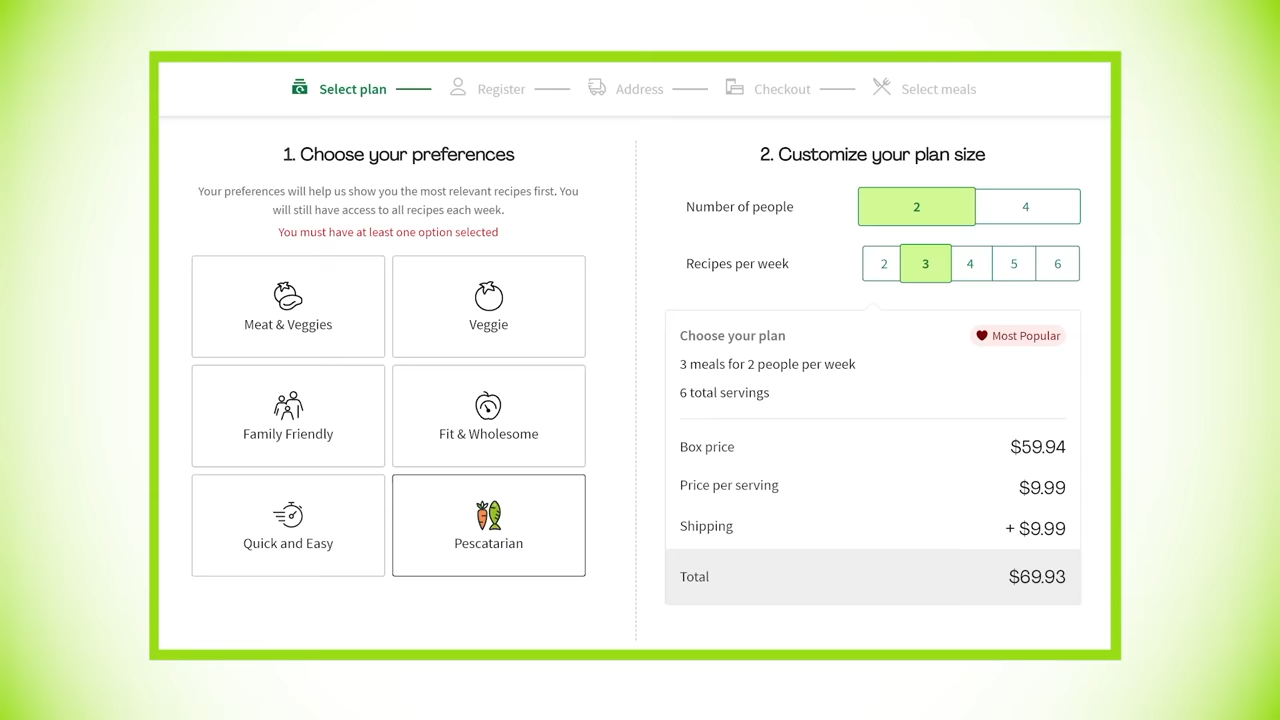 Select plan
Register
Address
Checkout
Select meals
1. Choose your preferences
Your preferences will help us show you the most relevant recipes first. You
will still have access to all recipes each week.
You must have at least one option selected
Meat & Veggies
Veggie
Family Friendly
Fit & Wholesome
Quick and Easy
Pescatarian
2. Customize your plan size
Number of people
2
4
Recipes per week
2
3
4
5
6
Choose your plan
Most Popular
3 meals for 2 people per week
6 total servings
Box price
$59.94
Price per serving
$9.99
Shipping
+ $9.99
Total
$69.93